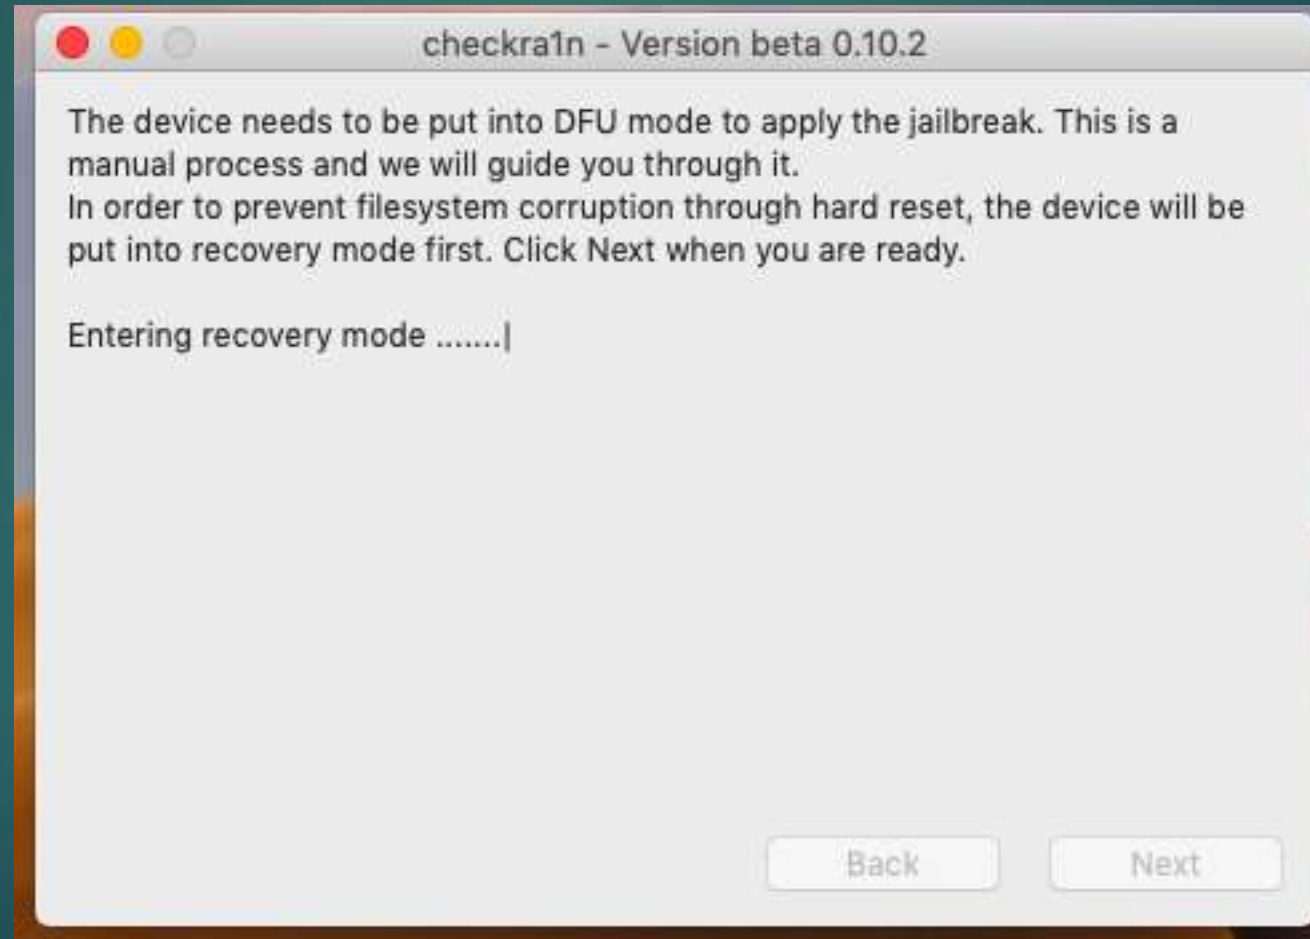 checkra1n - Version beta 0.10.2
The device needs to be put into DFU mode to apply the jailbreak. This is a
manual process and we will guide you through it.
In order to prevent filesystem corruption through hard reset, the device will be
put into recovery mode first. Click Next when you are ready.
Entering recovery mode .......
Back
Next